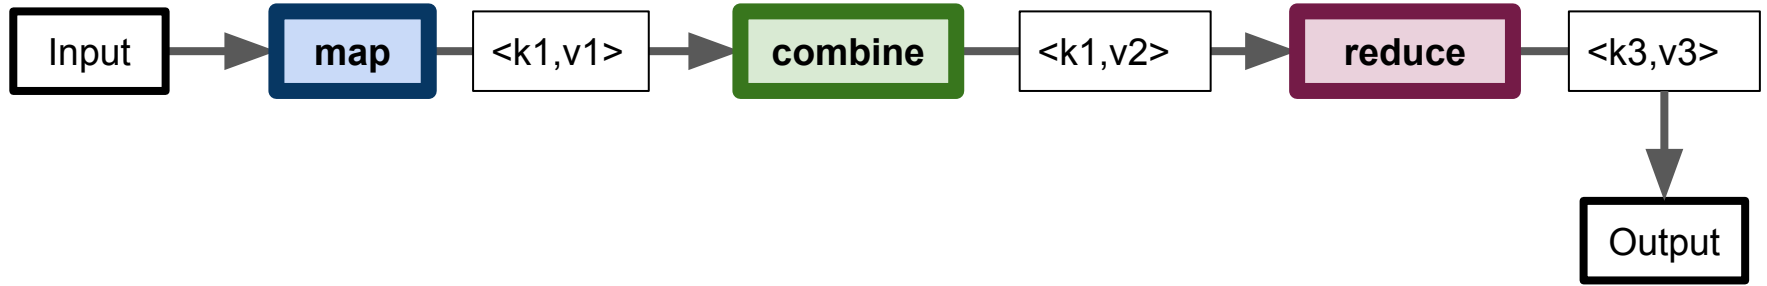 Input
map
<k1,v1>
combine
<k1,v2>
reduce
<k3,v3>
Output